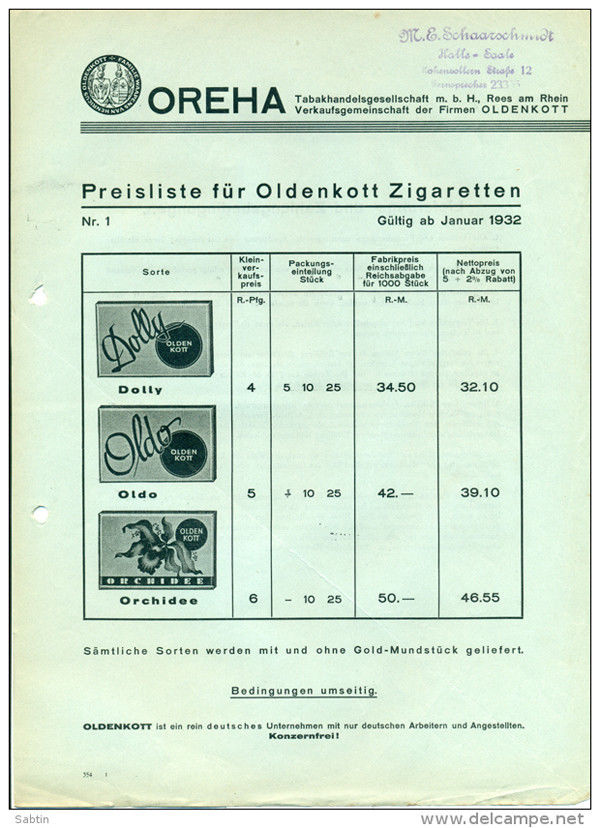 M. E. Schaarschmidt
Halle - Saale
Hohenzollern Straße 12
Fernsprecher 233
OREHA Tabakhandelsgesellschaft m. b. H., Rees am Rhein
Verkaufsgemeinschaft der Firmen OLDENKOTT
Preisliste für Oldenkott Zigaretten
Nr. 1 Gültig ab Januar 1932
Sorte
Klein-
ver-
kaufs-
preis
Packungs-
einteilung
Stück
Fabrikpreis
einschließlich
Reichsabgabe
für 1000 Stück
Nettopreis
(nach Abzug von
5 + 2% Rabatt)
R.-Pfg. R.-M. R.-M.
Dolly
OLDEN
KOTT
Dolly 4 5 10 25 34.50 32.10
Oldo
OLDEN
KOTT
Oldo 5 10 25 42.— 39.10
OLDEN
KOTT
ORCHIDEE
Orchidee 6 – 10 25 50.— 46.55
Sämtliche Sorten werden mit und ohne Gold-Mundstück geliefert.
Bedingungen umseitig.
OLDENKOTT ist ein rein deutsches Unternehmen mit nur deutschen Arbeitern und Angestellten.
Konzernfrei!
554 1
Sabtin
delcampe.net